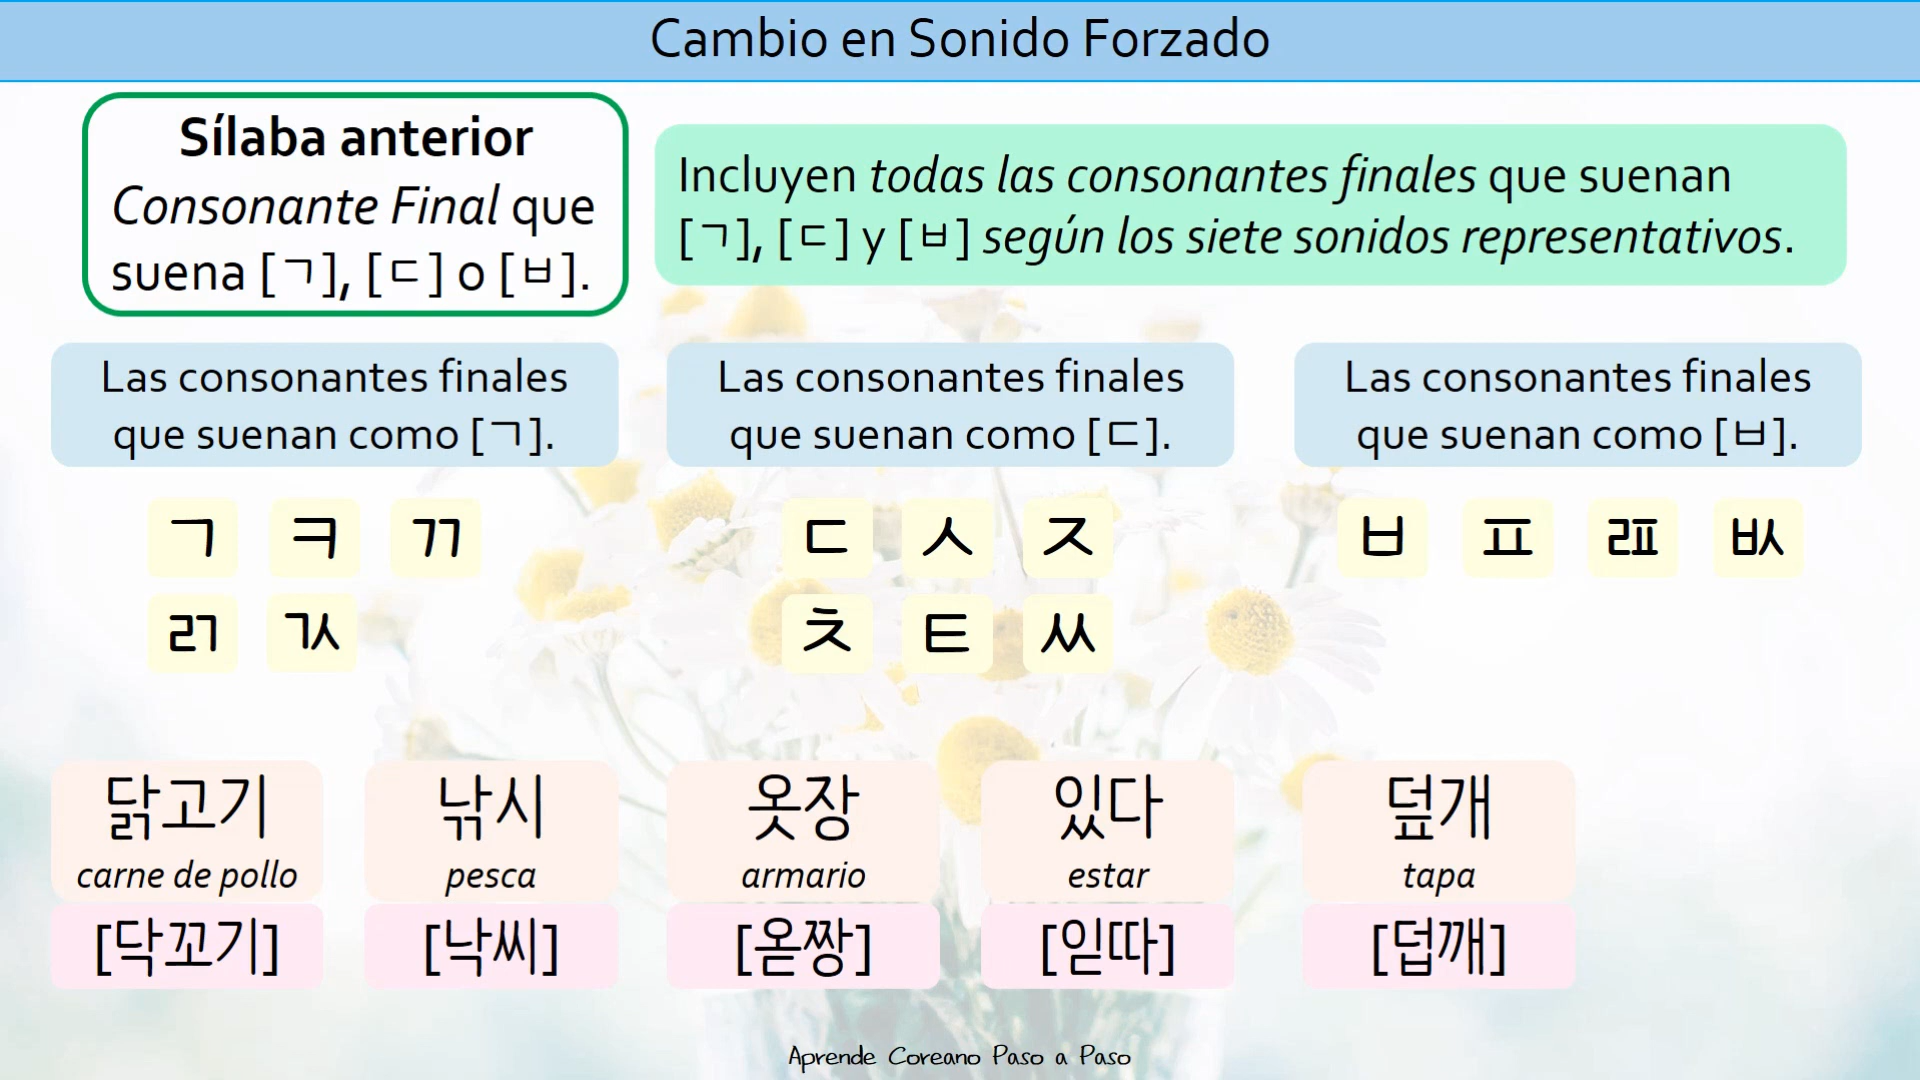 Cambio en Sonido Forzado
Sílaba anterior
Consonante Final que
suena [ㄱ], [ㄷ] o [ㅂ].
Incluyen todas las consonantes finales que suenan
[ㄱ], [ㄷ] y [ㅂ] según los siete sonidos representativos.
Las consonantes finales
que suenan como [ㄱ].
Las consonantes finales
que suenan como [ㄷ].
Las consonantes finales
que suenan como [ㅂ].
ㄱ ㅋ ㄲ
ㄺ ㄳ
ㄷ ㅅ ㅈ
ㅊ ㅌ ㅆ
ㅂ ㅍ ㄿ ㅄ
닭고기
carne de pollo
[닥꼬기]
낚시
pesca
[낙씨]
옷장
armario
[옫짱]
있다
estar
[읻따]
덮개
tapa
[덥깨]
Aprende Coreano Paso a Paso